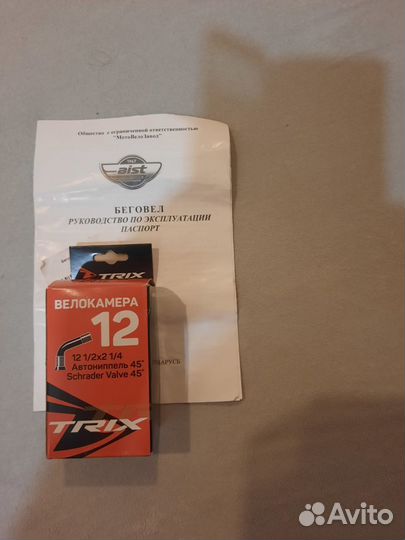 Общество с ограниченной ответственностью
"МотоВелоЗавод"
1947
aist
БЕГОВЕЛ
РУКОВОДСТВО ПО ЭКСПЛУАТАЦИИ
ПАСПОРТ
TRIX
ВЕЛОКАМЕРА
12
12 1/2x2 1/4
Автониппель 45°
Schrader Valve 45°
TRIX
Avito